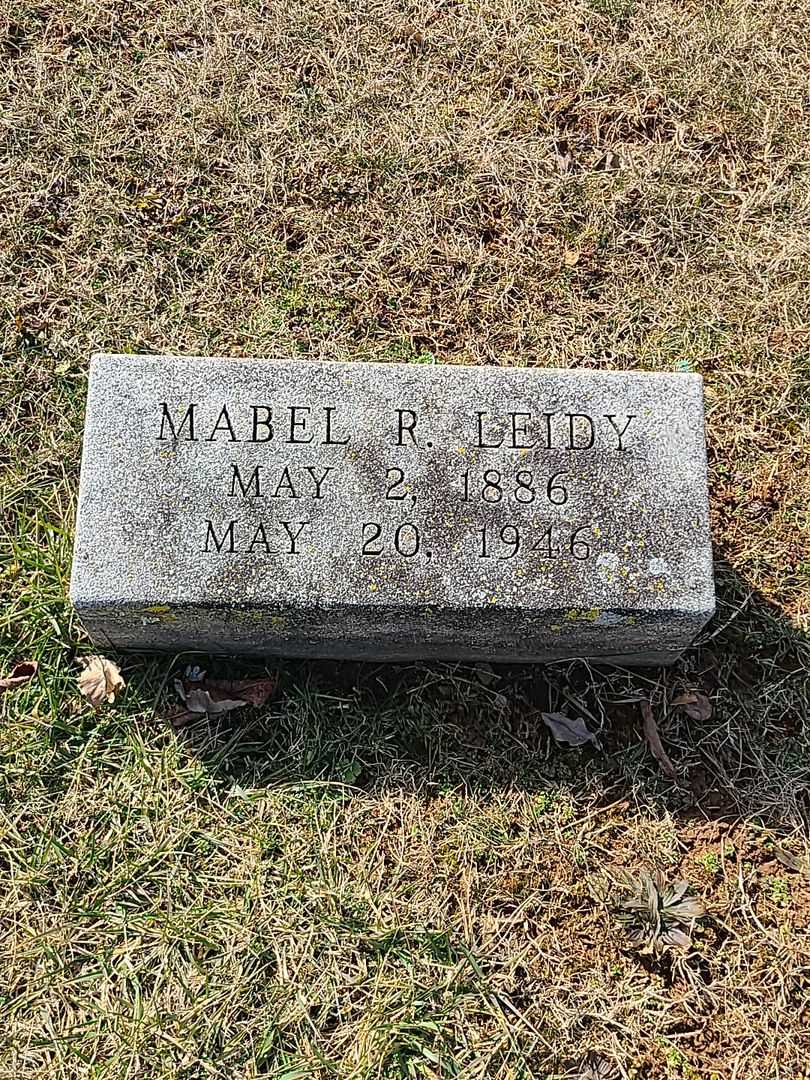 MABEL R. LEIDY
MAY 2, 1886
MAY 20, 1946